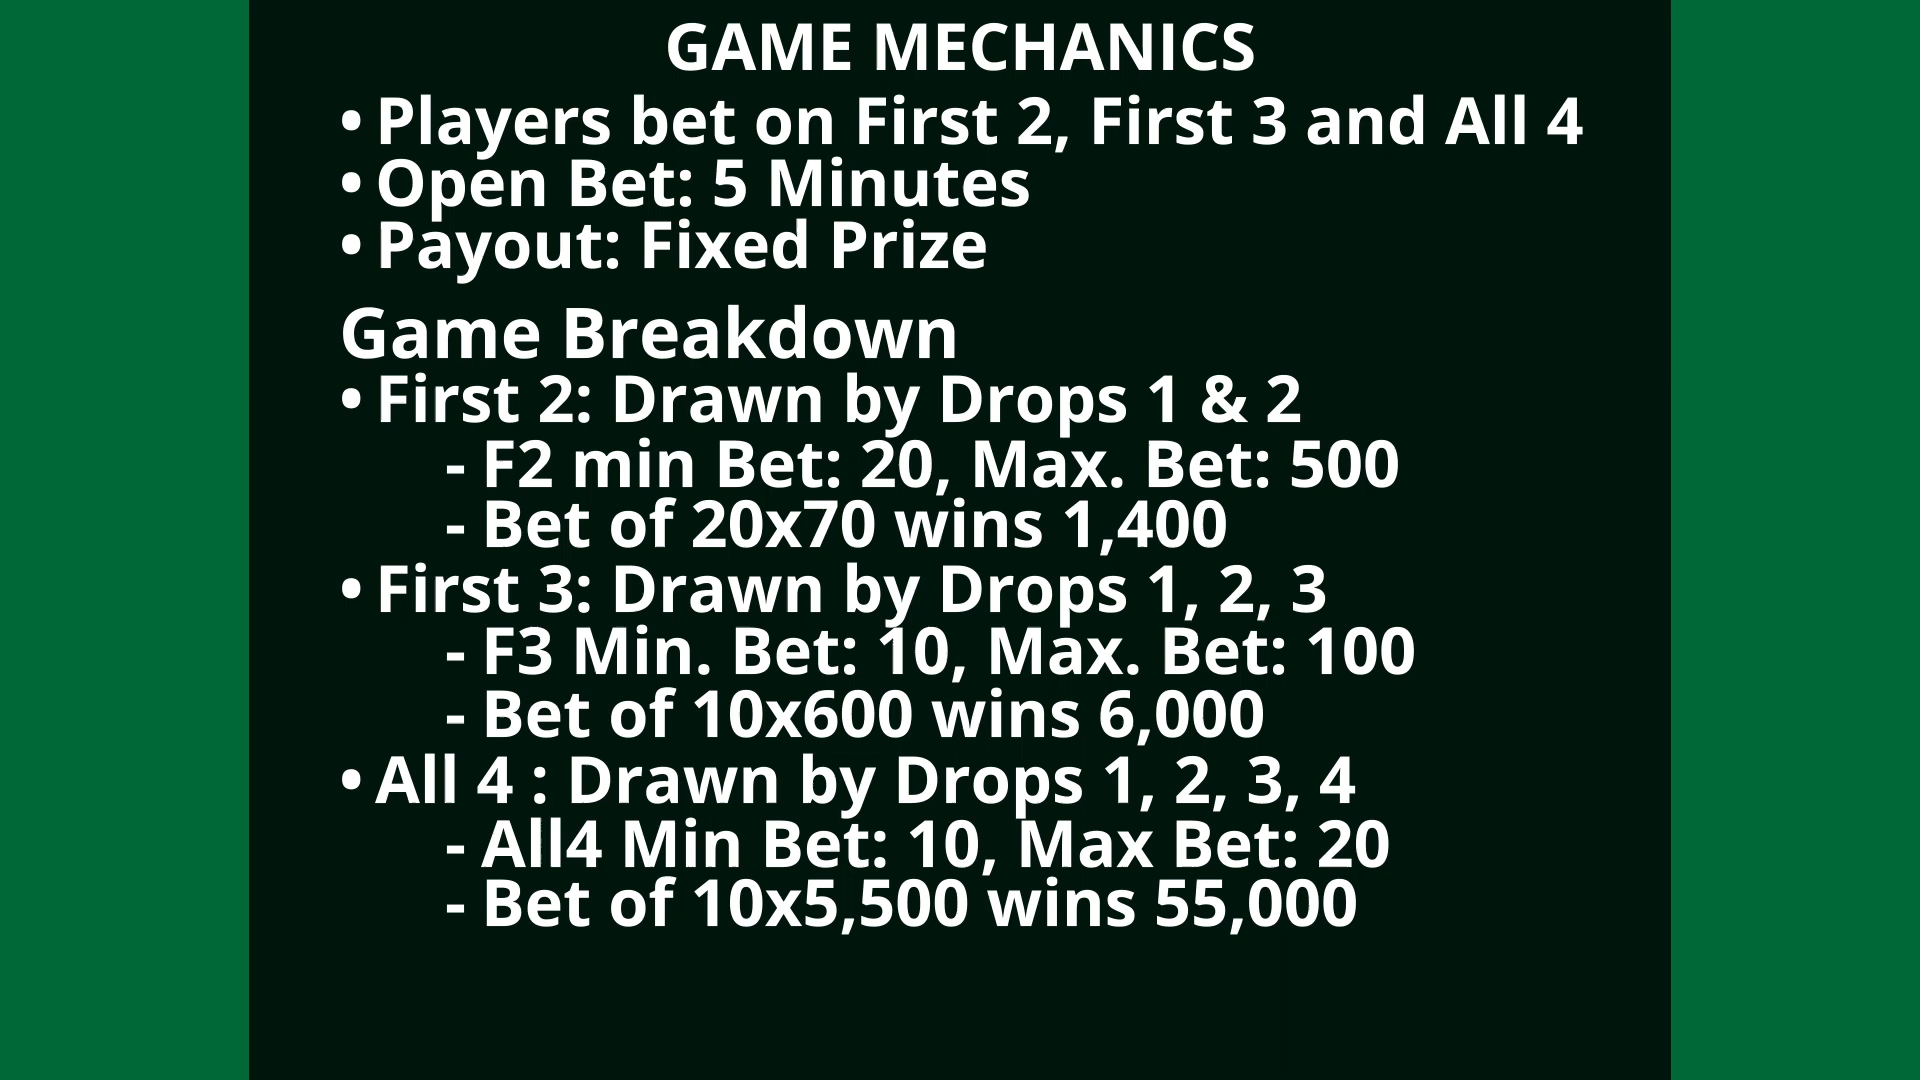 GAME MECHANICS
• Players bet on First 2, First 3 and All 4
• Open Bet: 5 Minutes
• Payout: Fixed Prize
Game Breakdown
• First 2: Drawn by Drops 1 & 2
- F2 min Bet: 20, Max. Bet: 500
- Bet of 20x70 wins 1,400
• First 3: Drawn by Drops 1, 2, 3
- F3 Min. Bet: 10, Max. Bet: 100
- Bet of 10x600 wins 6,000
• All 4 : Drawn by Drops 1, 2, 3, 4
- All4 Min Bet: 10, Max Bet: 20
- Bet of 10x5,500 wins 55,000